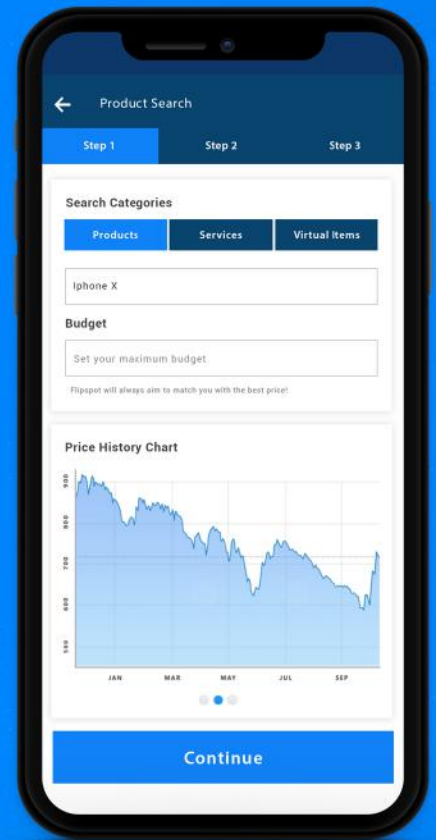 Product Search
Step 1 Step 2 Step 3
Search Categories
Products Services Virtual Items
Iphone X
Budget
Set your maximum budget
Flipspot will always aim to match you with the best price!
Price History Chart
900
800
700
600
500
JAN MAR MAY JUL SEP
Continue